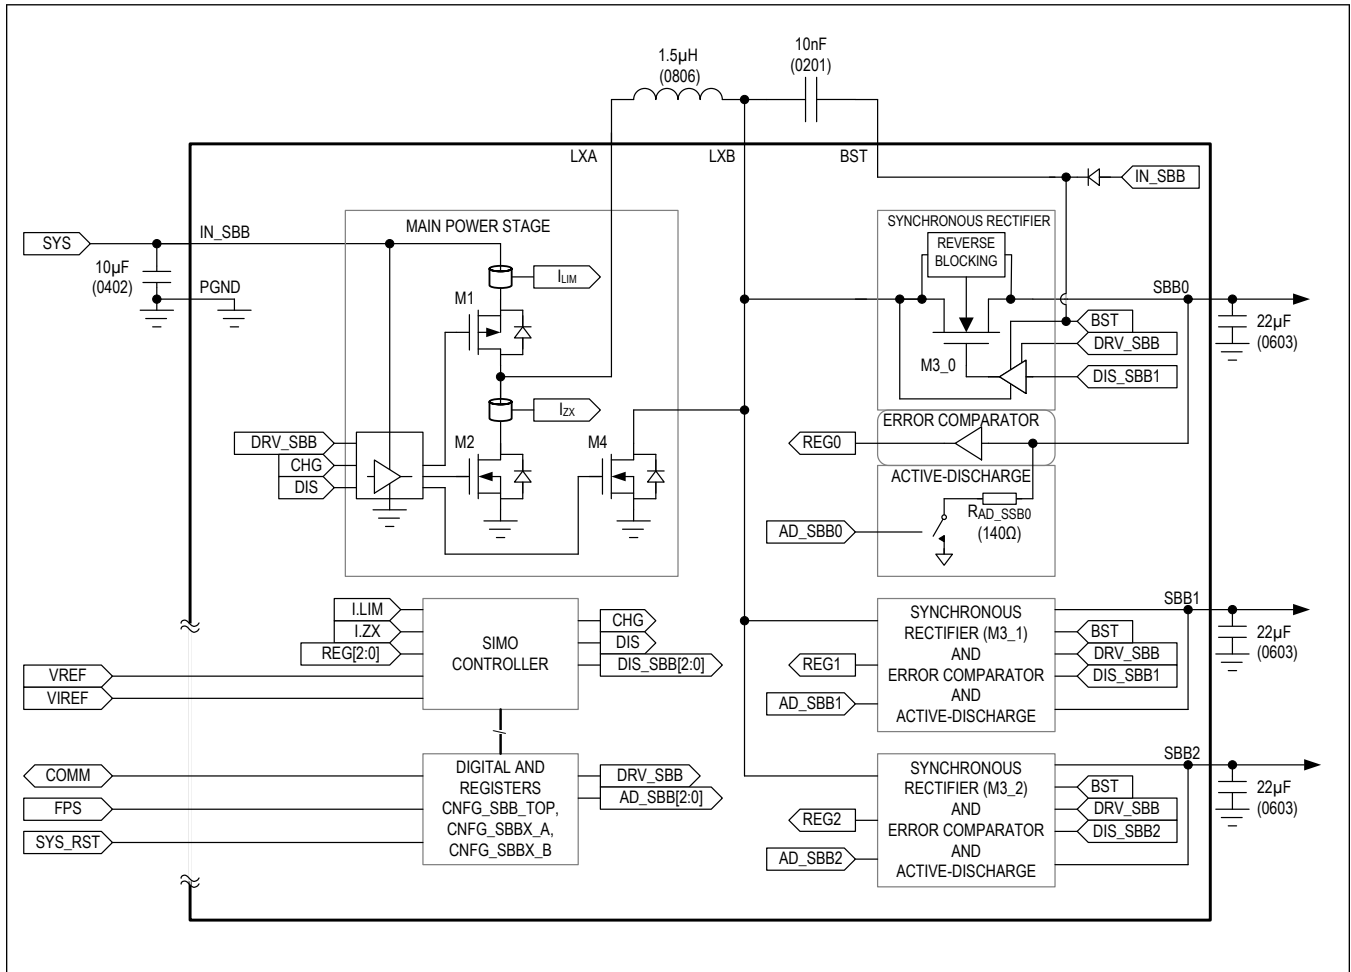 10nF
(0201)
1.5µH
(0806)
LXA
LXB
BST
IN_SBB
SYS
IN_SBB
10µF
(0402)
PGND
MAIN POWER STAGE
ILIM
M1
IZX
M2
M4
DRV_SBB
CHG
DIS
SYNCHRONOUS RECTIFIER
REVERSE
BLOCKING
SBB0
BST
DRV_SBB
M3_0
DIS_SBB1
22µF
(0603)
ERROR COMPARATOR
REG0
ACTIVE-DISCHARGE
RAD_SSB0
(140Ω)
AD_SBB0
I.LIM
I.ZX
REG[2:0]
VREF
VIREF
SIMO
CONTROLLER
CHG
DIS
DIS_SBB[2:0]
SYNCHRONOUS
RECTIFIER (M3_1)
AND
ERROR COMPARATOR
AND
ACTIVE-DISCHARGE
REG1
AD_SBB1
SBB1
BST
DRV_SBB
DIS_SBB1
22µF
(0603)
COMM
FPS
SYS_RST
DIGITAL AND
REGISTERS
CNFG_SBB_TOP,
CNFG_SBBX_A,
CNFG_SBBX_B
DRV_SBB
AD_SBB[2:0]
SYNCHRONOUS
RECTIFIER (M3_2)
AND
ERROR COMPARATOR
AND
ACTIVE-DISCHARGE
REG2
AD_SBB2
SBB2
BST
DRV_SBB
DIS_SBB2
22µF
(0603)